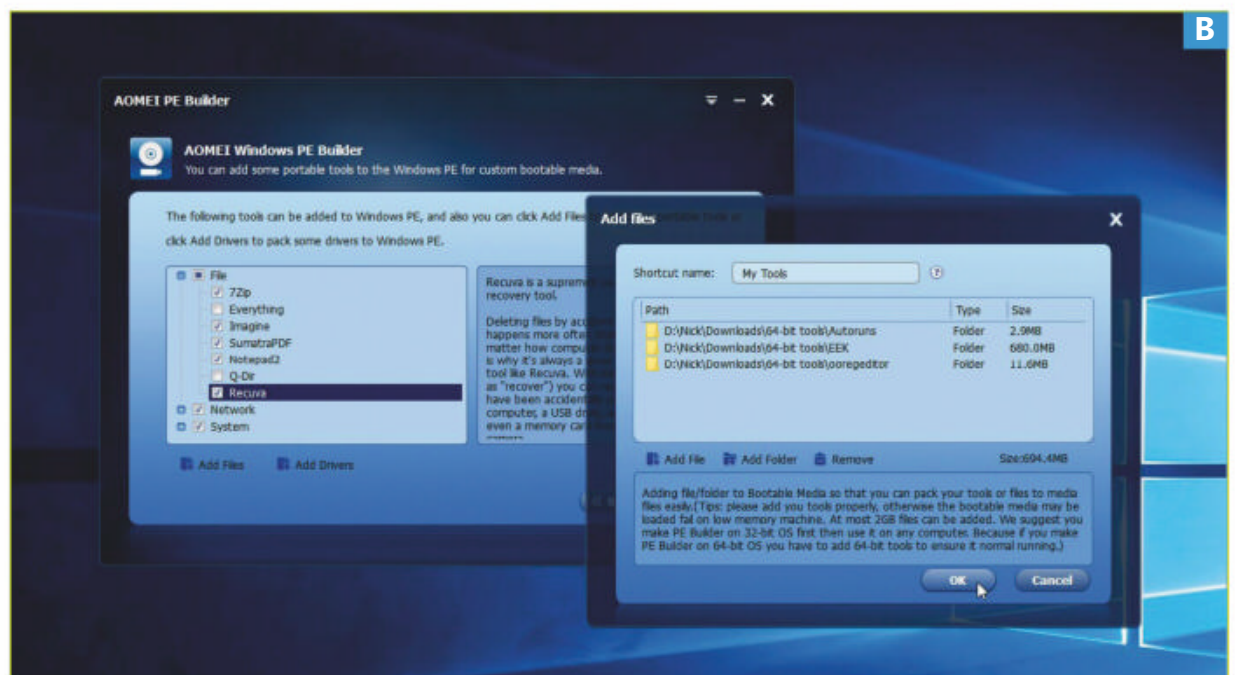 B
AOMEI PE Builder
AOMEI Windows PE Builder
You can add some portable tools to the Windows PE for custom bootable media.
The following tools can be added to Windows PE, and also you can click Add Files
click Add Drivers to pack some drivers to Windows PE.
File
7Zip
Everything
Imagine
SumatraPDF
Notepad2
Q-Dir
Recuva
Network
System
Recuva is a suprem
recovery tool.
Deleting files by acc
happens more often
matter how compu
is why it's always a
tool like Recuva. W
as "recover") you c
have been acciden
computer, a USB dr
even a memory car
camera
Add Files
Add Drivers
Add files
Shortcut name: My Tools
Path Type Size
D:\Nick\Downloads\64-bit tools\Autoruns Folder 2.9MB
D:\Nick\Downloads\64-bit tools\EEK Folder 680.0MB
D:\Nick\Downloads\64-bit tools\ooregeditor Folder 11.6MB
Add File Add Folder Remove Size:694.4MB
Adding file/folder to Bootable Media so that you can pack your tools or files to media
files easily.(Tips: please add you tools properly, otherwise the bootable media may be
loaded fail on low memory machine. At most 2GB files can be added. We suggest you
make PE Builder on 32-bit OS first then use it on any computer. Because if you make
PE Builder on 64-bit OS you have to add 64-bit tools to ensure it normal running.)
OK Cancel